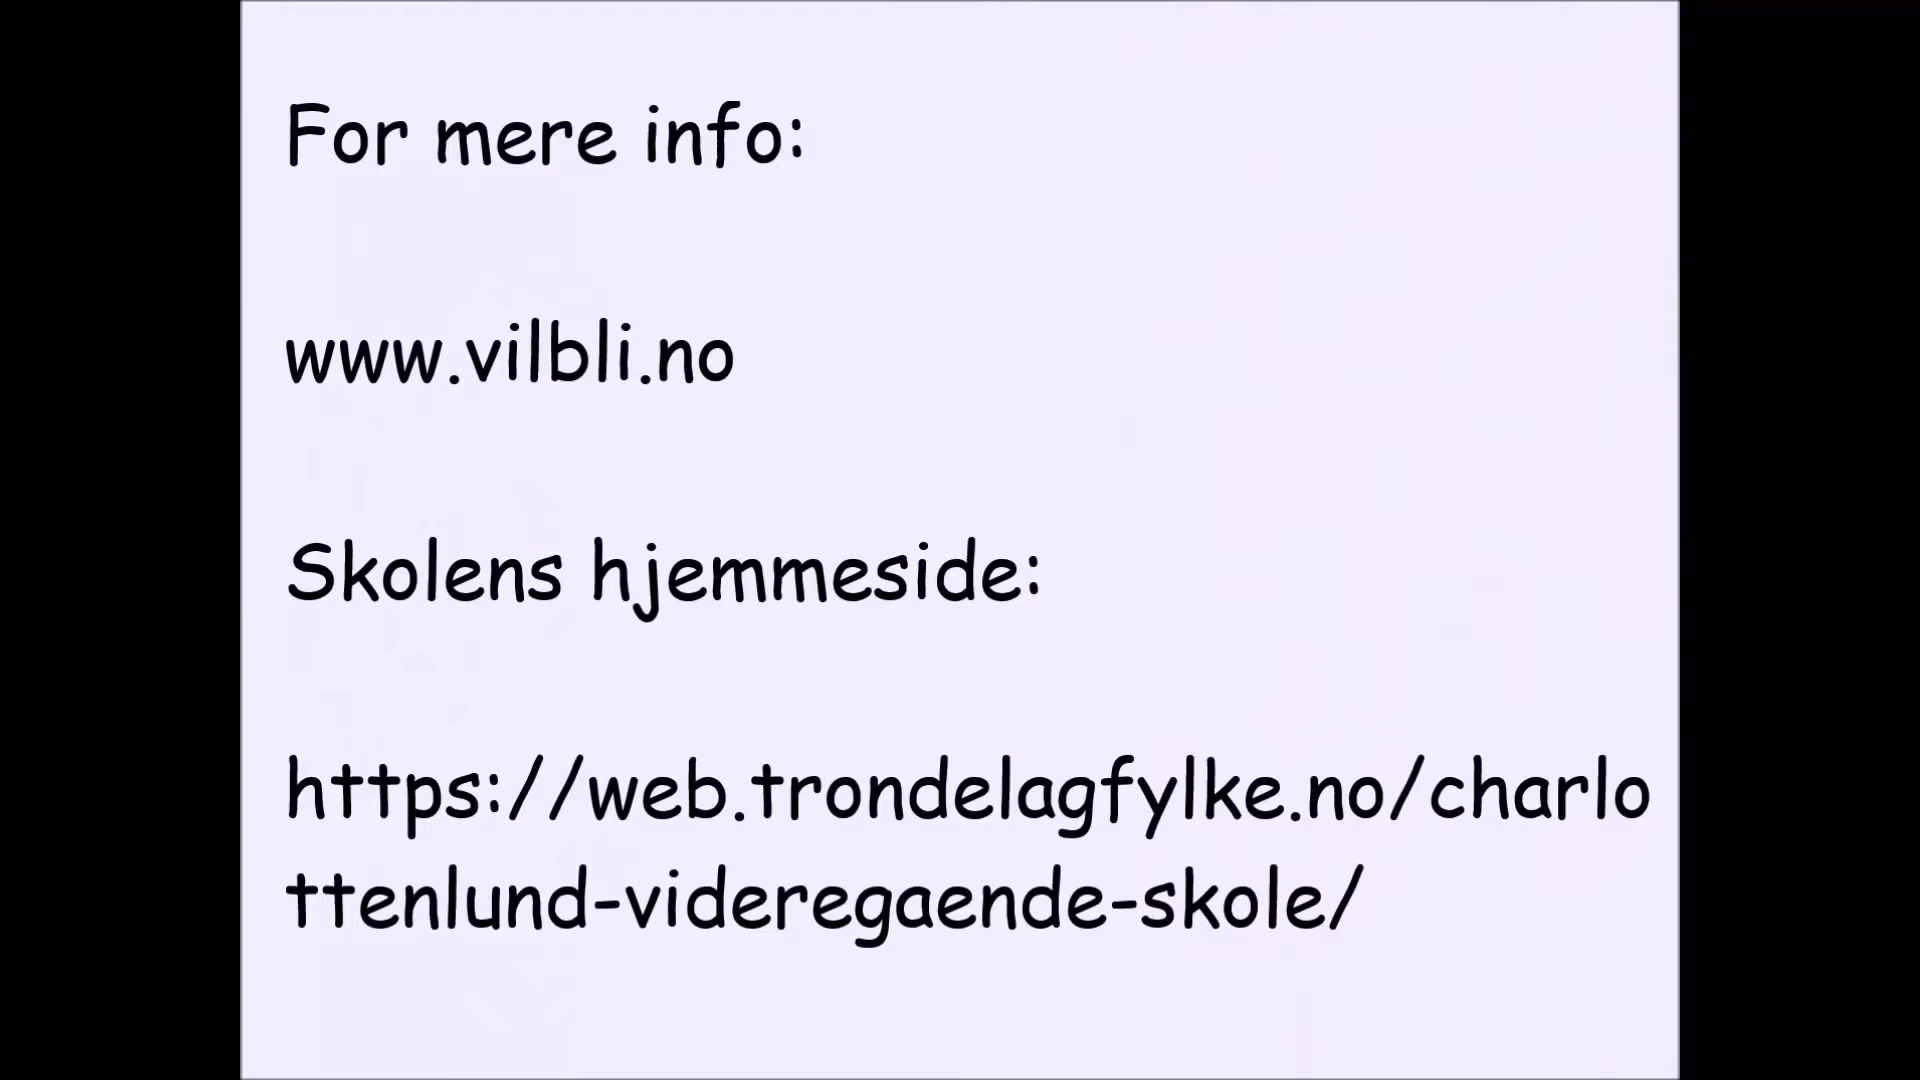 For mere info:
www.vilbli.no
Skolens hjemmeside:
https://web.trondelagfylke.no/charlo
ttenlund-videregaende-skole/